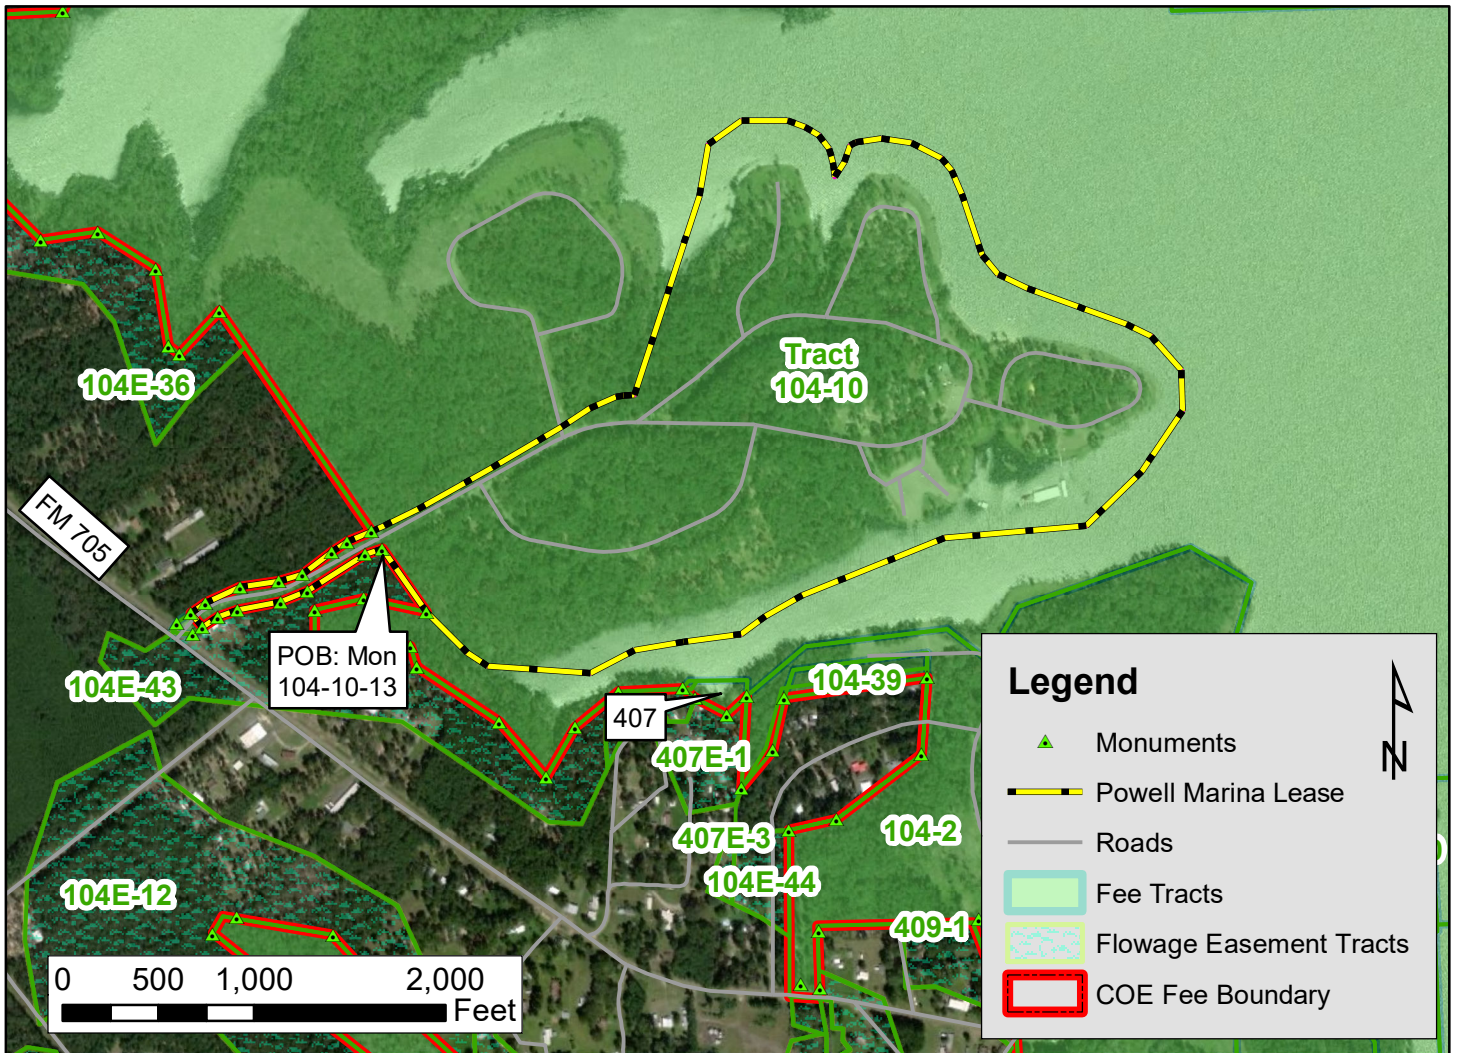 Tract
104-10
104E-36
FM 705
POB: Mon
104-10-13
104E-43
104-39
407
407E-1
407E-3
104-2
104E-44
104E-12
409-1
0 500 1,000 2,000
Feet
Legend
Monuments
Powell Marina Lease
Roads
Fee Tracts
Flowage Easement Tracts
COE Fee Boundary
N